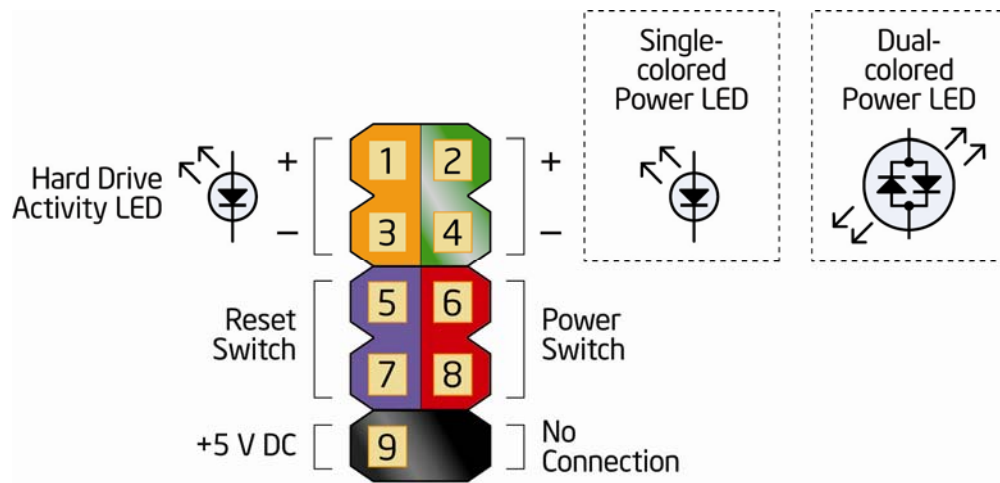 Single-
colored
Power LED
Dual-
colored
Power LED
Hard Drive
Activity LED
+
1
2
+
–
3
4
–
Reset
Switch
5
6
7
8
Power
Switch
+5 V DC
9
No
Connection